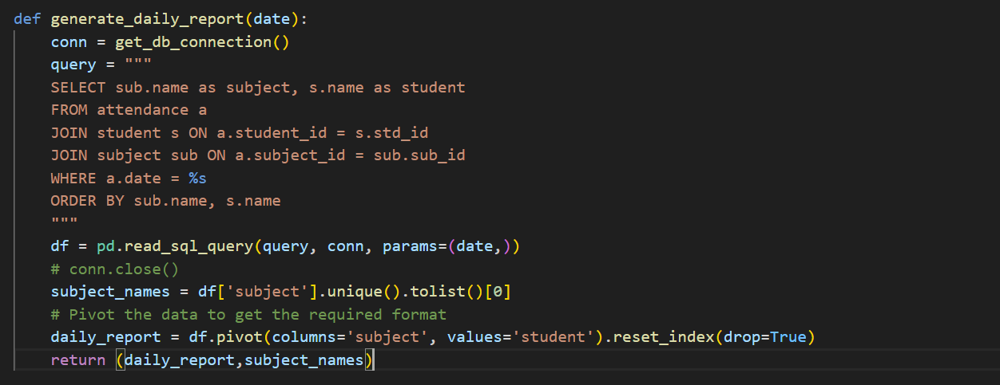 def generate_daily_report(date):
    conn = get_db_connection()
    query = """
    SELECT sub.name as subject, s.name as student
    FROM attendance a
    JOIN student s ON a.student_id = s.std_id
    JOIN subject sub ON a.subject_id = sub.sub_id
    WHERE a.date = %s
    ORDER BY sub.name, s.name
    """
    df = pd.read_sql_query(query, conn, params=(date,))
    # conn.close()
    subject_names = df['subject'].unique().tolist()[0]
    # Pivot the data to get the required format
    daily_report = df.pivot(columns='subject', values='student').reset_index(drop=True)
    return (daily_report,subject_names)